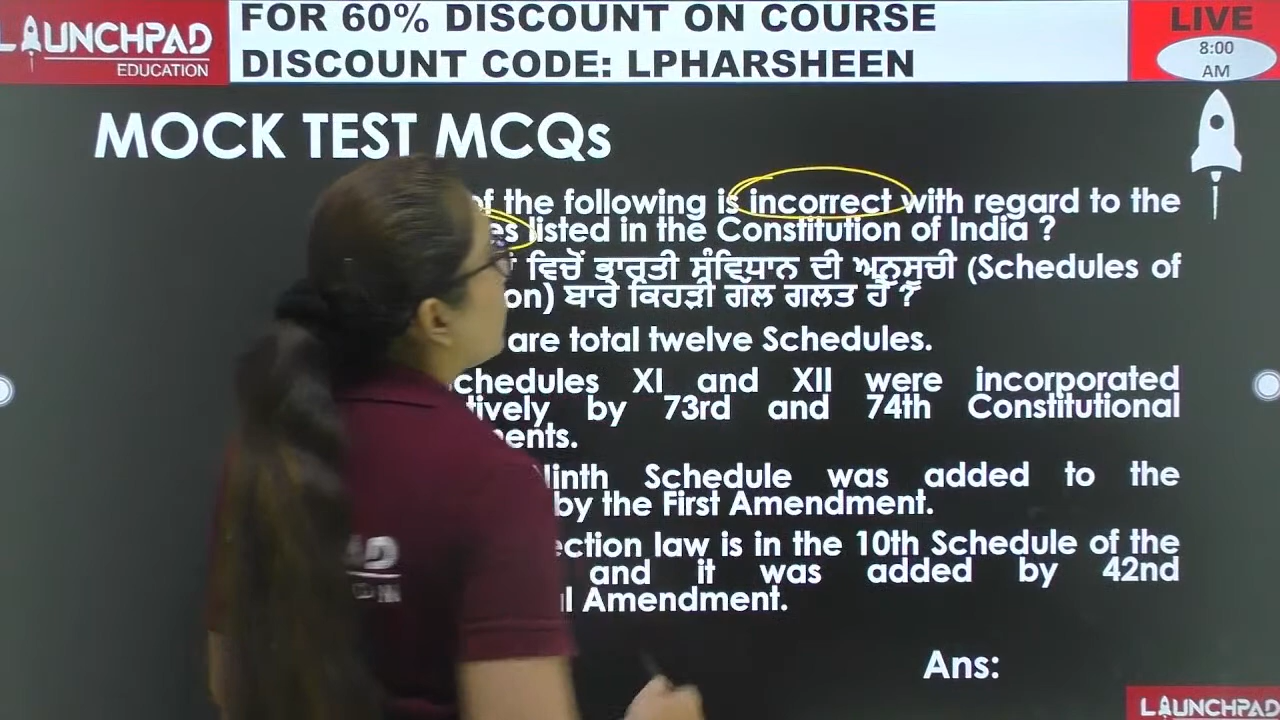 LAUNCHPAD
EDUCATION
FOR 60% DISCOUNT ON COURSE
DISCOUNT CODE: LPHARSHEEN
LIVE
8:00
AM
MOCK TEST MCQs
of the following is incorrect with regard to the
listed in the Constitution of India ?
ਵਿਚੋਂ ਭਾਰਤੀ ਸੰਵਿਧਾਨ ਦੀ ਅਨੁਸੂਚੀ (Schedules of
ਬਾਰੇ ਕਿਹੜੀ ਗੱਲ ਗਲਤ ਹੈ ?
are total twelve Schedules.
chedules XI and XII were incorporated
tively by 73rd and 74th Constitutional
ents.
inth Schedule was added to the
by the First Amendment.
ection law is in the 10th Schedule of the
and it was added by 42nd
l Amendment.
Ans:
LAUNCHPAD